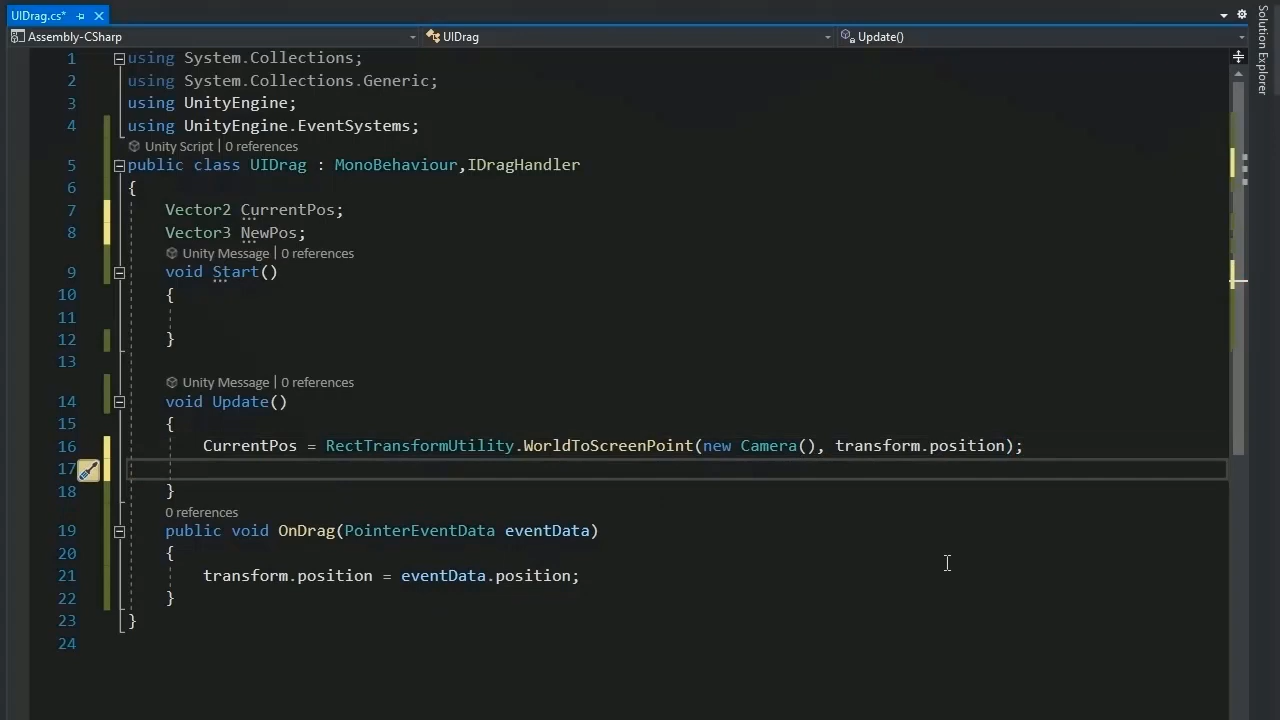 UIDrag.cs*
Solution Explorer
Assembly-CSharp UIDrag Update()
1 using System.Collections;
2 using System.Collections.Generic;
3 using UnityEngine;
4 using UnityEngine.EventSystems;
Unity Script | 0 references
5 public class UIDrag : MonoBehaviour,IDragHandler
6 {
7 Vector2 CurrentPos;
8 Vector3 NewPos;
Unity Message | 0 references
9 void Start()
10 {
11
12 }
13
Unity Message | 0 references
14 void Update()
15 {
16 CurrentPos = RectTransformUtility.WorldToScreenPoint(new Camera(), transform.position);
17
18 }
0 references
19 public void OnDrag(PointerEventData eventData)
20 {
21 transform.position = eventData.position;
22 }
23 }
24